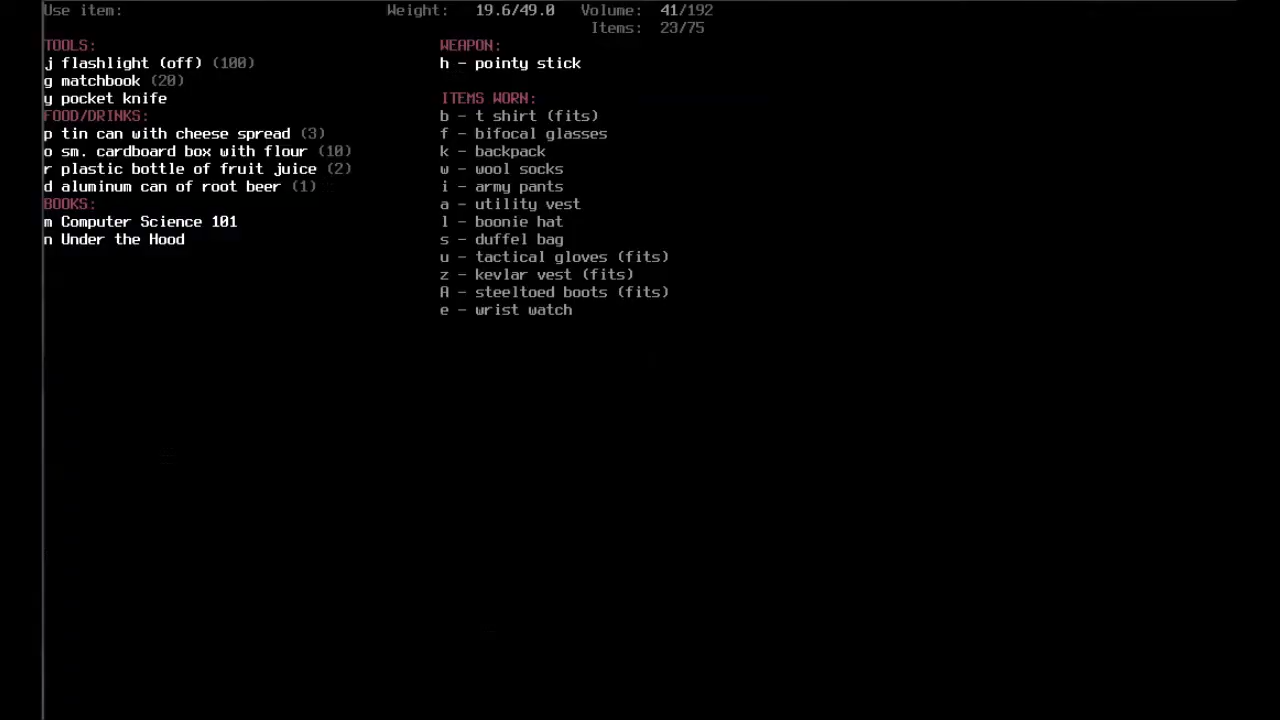 Use item: Weight: 19.6/49.0 Volume: 41/192
Items: 23/75
TOOLS:
j flashlight (off) (100)
g matchbook (20)
y pocket knife
FOOD/DRINKS:
p tin can with cheese spread (3)
o sm. cardboard box with flour (10)
r plastic bottle of fruit juice (2)
d aluminum can of root beer (1)
BOOKS:
m Computer Science 101
n Under the Hood
WEAPON:
h - pointy stick
ITEMS WORN:
b - t shirt (fits)
f - bifocal glasses
k - backpack
w - wool socks
i - army pants
a - utility vest
l - boonie hat
s - duffel bag
u - tactical gloves (fits)
z - kevlar vest (fits)
A - steeltoed boots (fits)
e - wrist watch